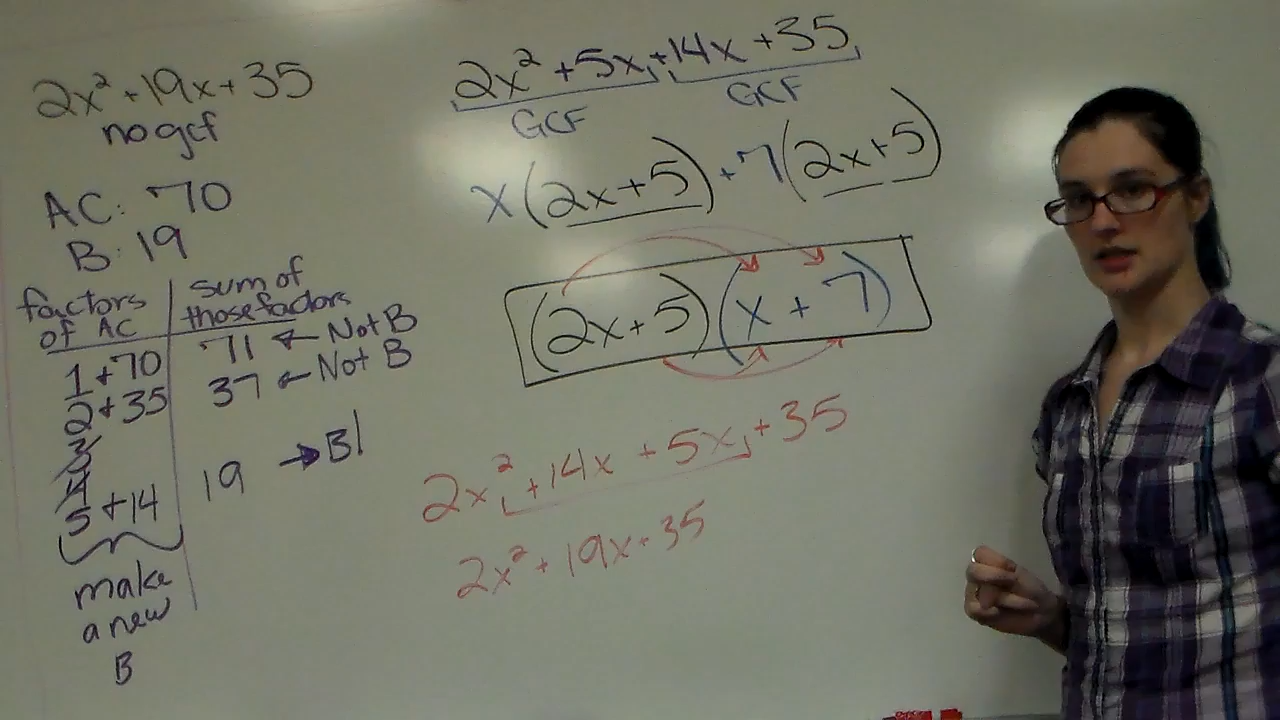 2x² + 19x + 35
no gcf
AC: 70
B: 19
factors of AC | sum of those factors
1 + 70 | 71 ← Not B
2 + 35 | 37 ← Not B
3
4
5 + 14 | 19 → B!
make
a new
B
2x² + 5x + 14x + 35
GCF GCF
x(2x + 5) + 7(2x + 5)
(2x + 5)(x + 7)
2x² + 14x + 5x + 35
2x² + 19x + 35